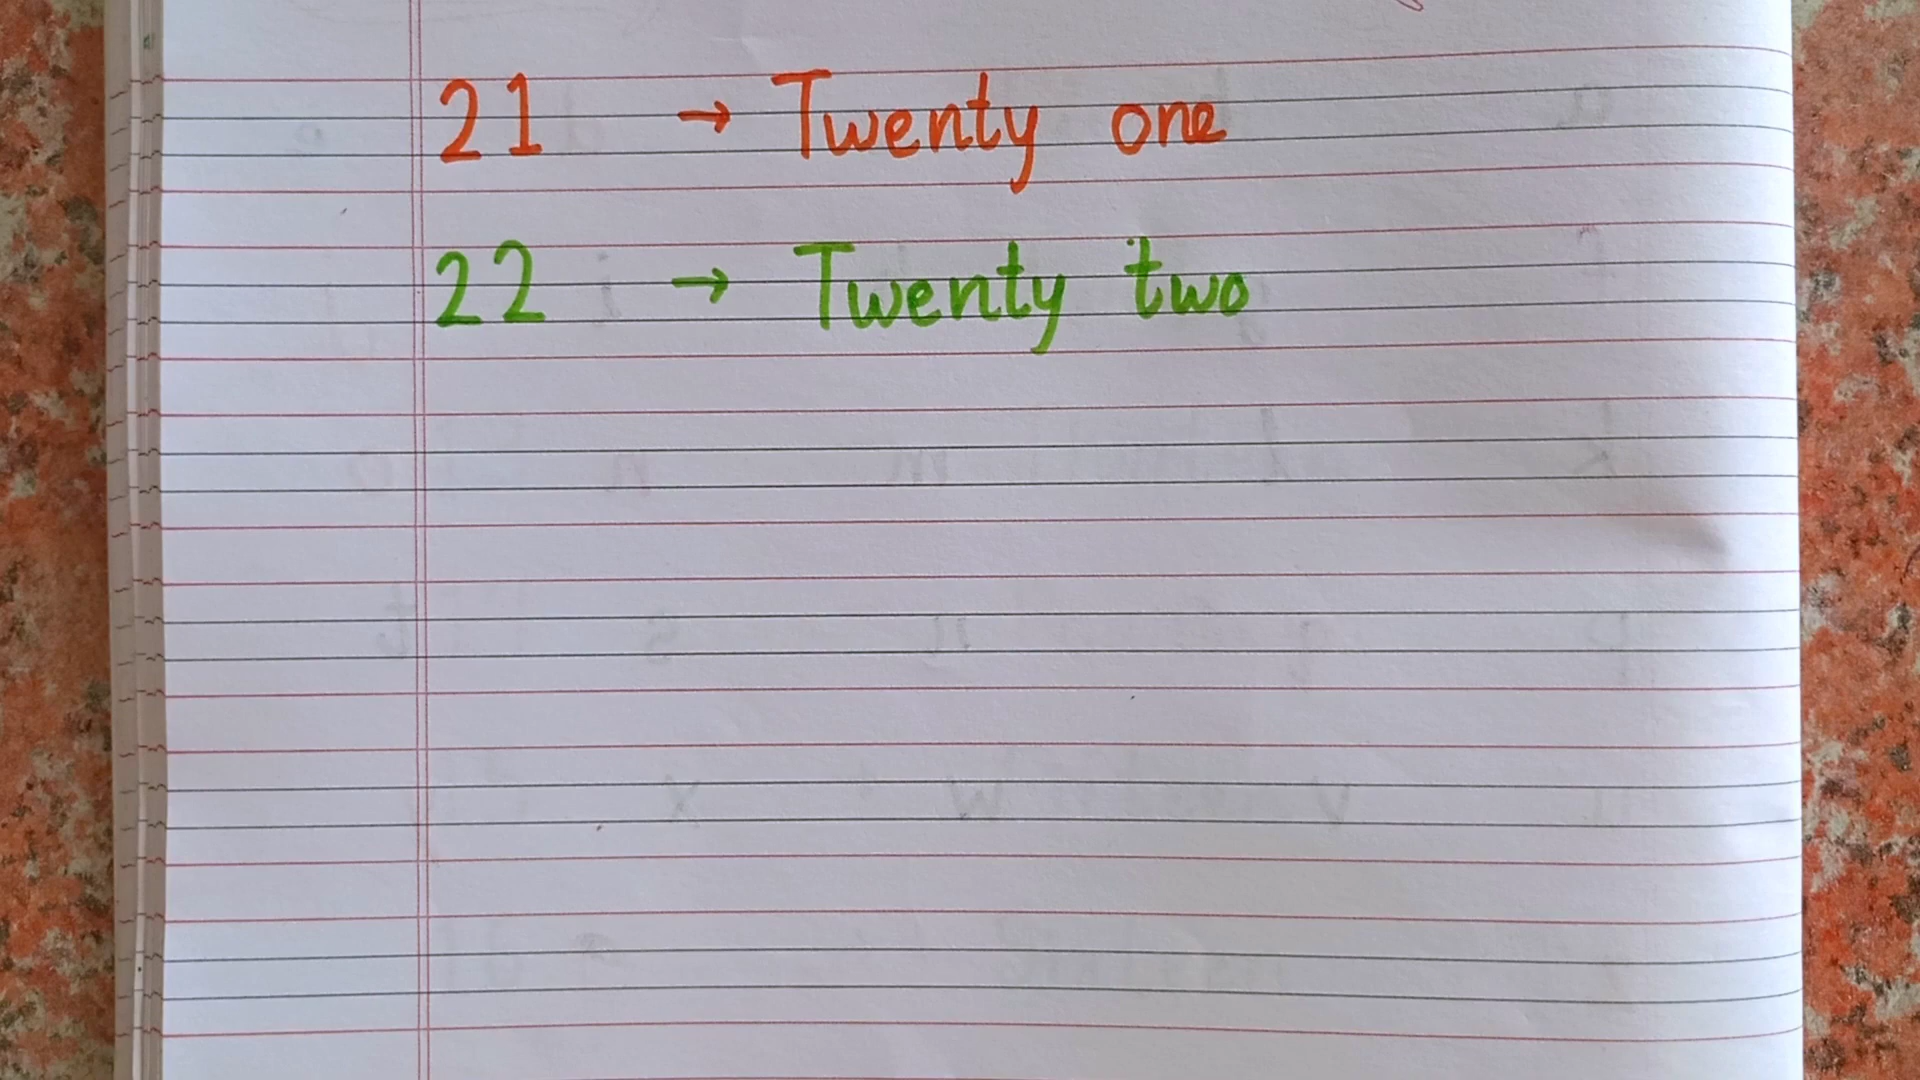 21 → Twenty one
22 → Twenty two